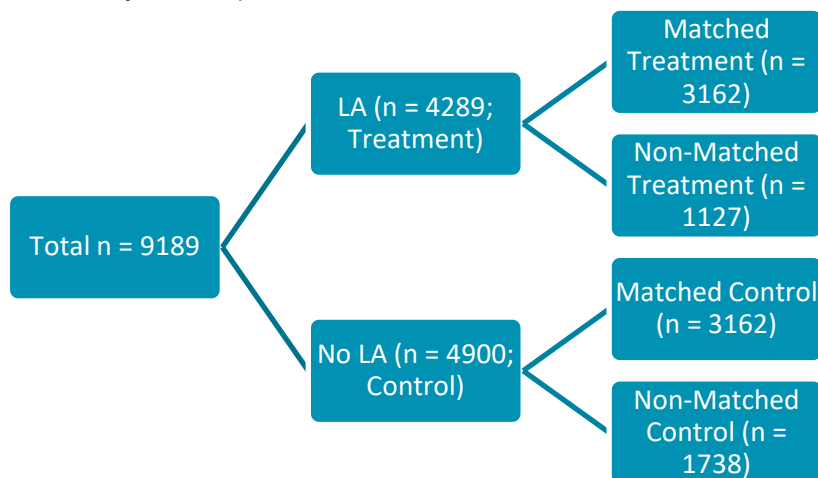 Total n = 9189
LA (n = 4289;
Treatment)
No LA (n = 4900;
Control)
Matched
Treatment (n =
3162)
Non-Matched
Treatment (n =
1127)
Matched Control
(n = 3162)
Non-Matched
Control (n =
1738)